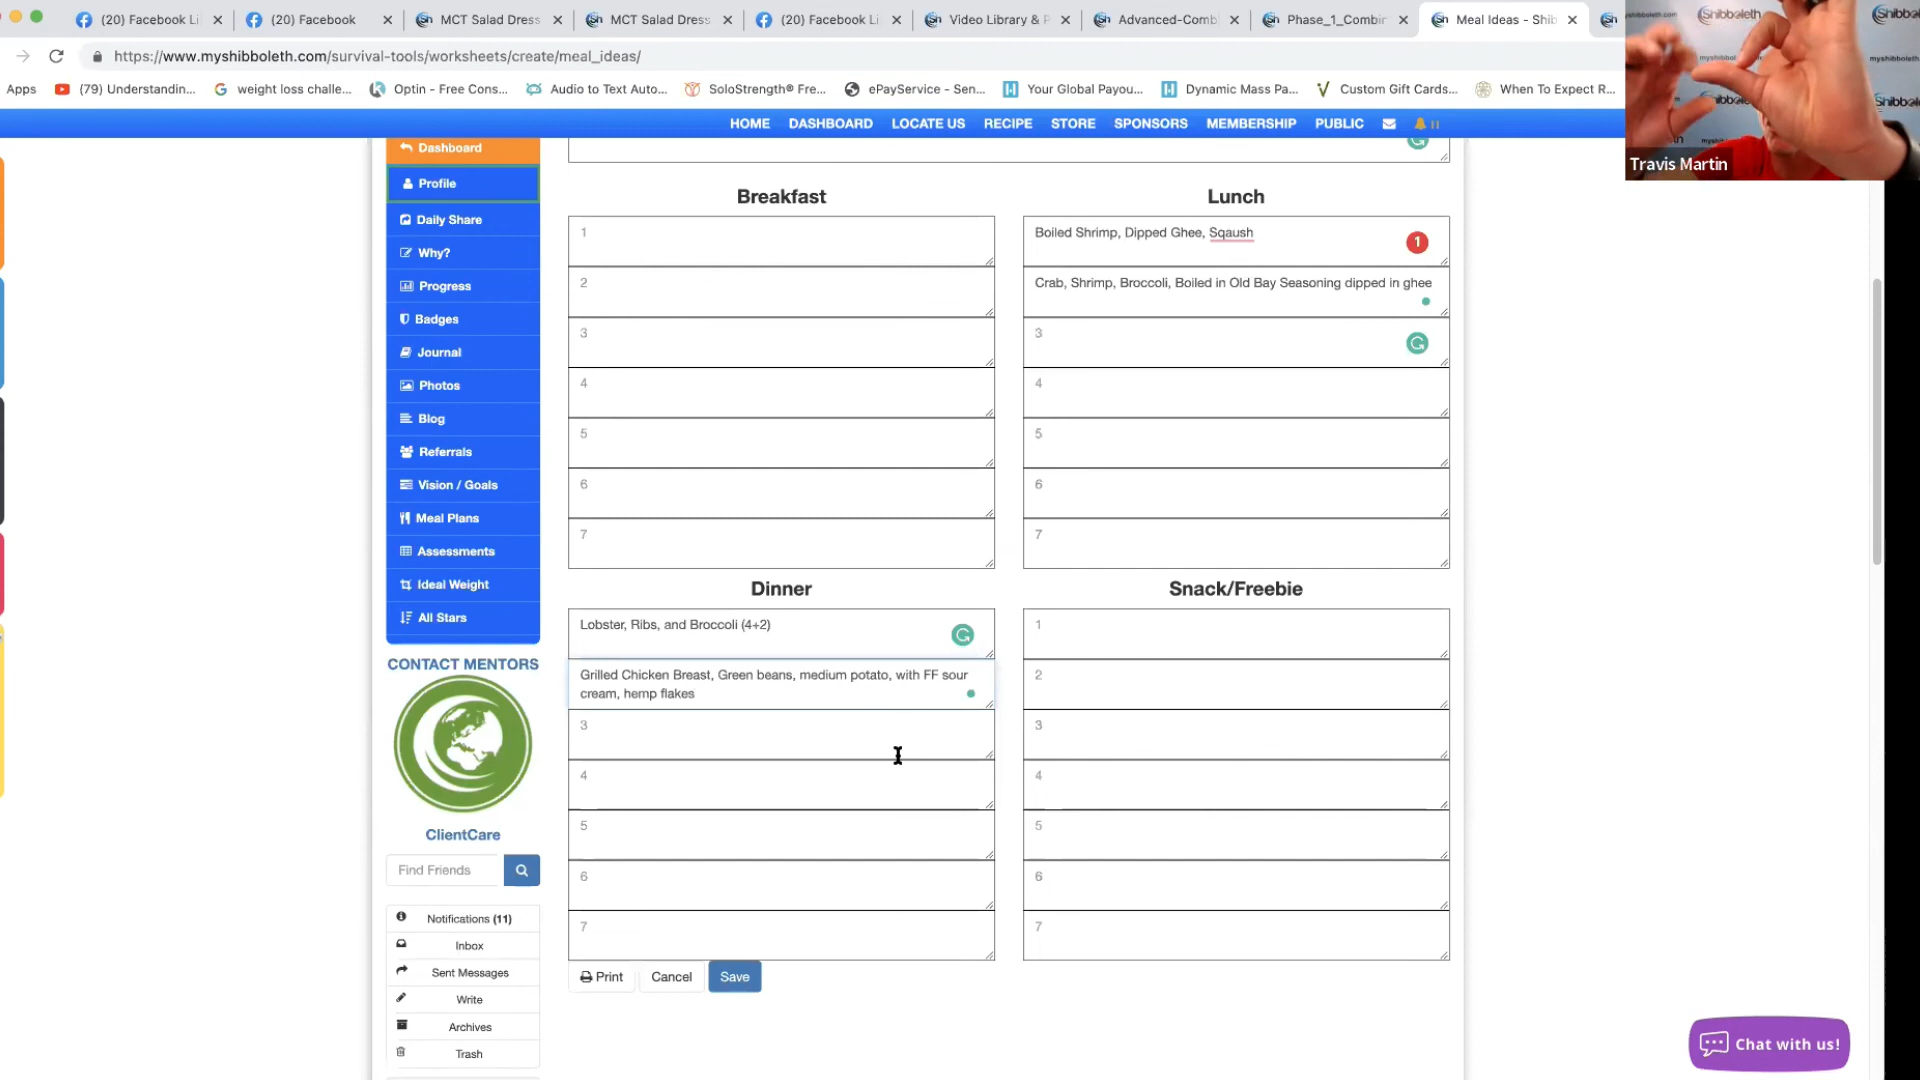 (20) Facebook Li
(20) Facebook
MCT Salad Dress
MCT Salad Dress
(20) Facebook Li
Video Library & P
Advanced-Comb
Phase_1_Combin
Meal Ideas - Shib
https://www.myshibboleth.com/survival-tools/worksheets/create/meal_ideas/
Apps
(79) Understandin...
weight loss challe...
Optin - Free Cons...
Audio to Text Auto...
SoloStrength® Fre...
ePayService - Sen...
Your Global Payou...
Dynamic Mass Pa...
Custom Gift Cards...
When To Expect R...
HOME DASHBOARD LOCATE US RECIPE STORE SPONSORS MEMBERSHIP PUBLIC
11
Shibboleth
myshibboleth.com
Travis Martin
Dashboard
Profile
Daily Share
Why?
Progress
Badges
Journal
Photos
Blog
Referrals
Vision / Goals
Meal Plans
Assessments
Ideal Weight
All Stars
CONTACT MENTORS
ClientCare
Find Friends
Notifications (11)
Inbox
Sent Messages
Write
Archives
Trash
Breakfast
1
2
3
4
5
6
7
Lunch
Boiled Shrimp, Dipped Ghee, Sqaush
1
Crab, Shrimp, Broccoli, Boiled in Old Bay Seasoning dipped in ghee
3
4
5
6
7
Dinner
Lobster, Ribs, and Broccoli (4+2)
Grilled Chicken Breast, Green beans, medium potato, with FF sour
cream, hemp flakes
3
4
5
6
7
Snack/Freebie
1
2
3
4
5
6
7
Print
Cancel
Save
Chat with us!